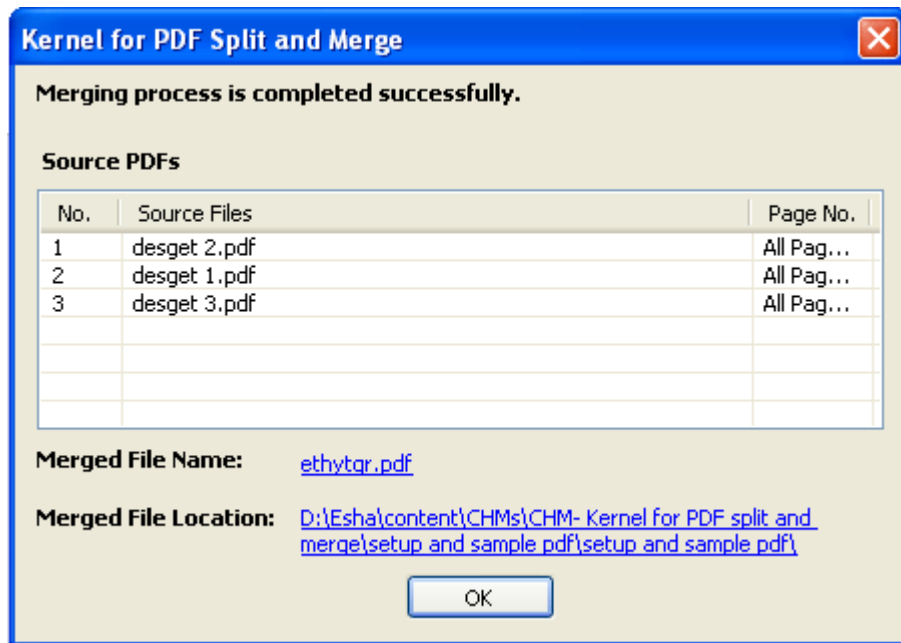 Kernel for PDF Split and Merge
Merging process is completed successfully.
Source PDFs
No. Source Files Page No.
1 desget 2.pdf All Pag...
2 desget 1.pdf All Pag...
3 desget 3.pdf All Pag...
Merged File Name: ethytqr.pdf
Merged File Location: D:\Esha\content\CHMs\CHM- Kernel for PDF split and
merge\setup and sample pdf\setup and sample pdf\
OK